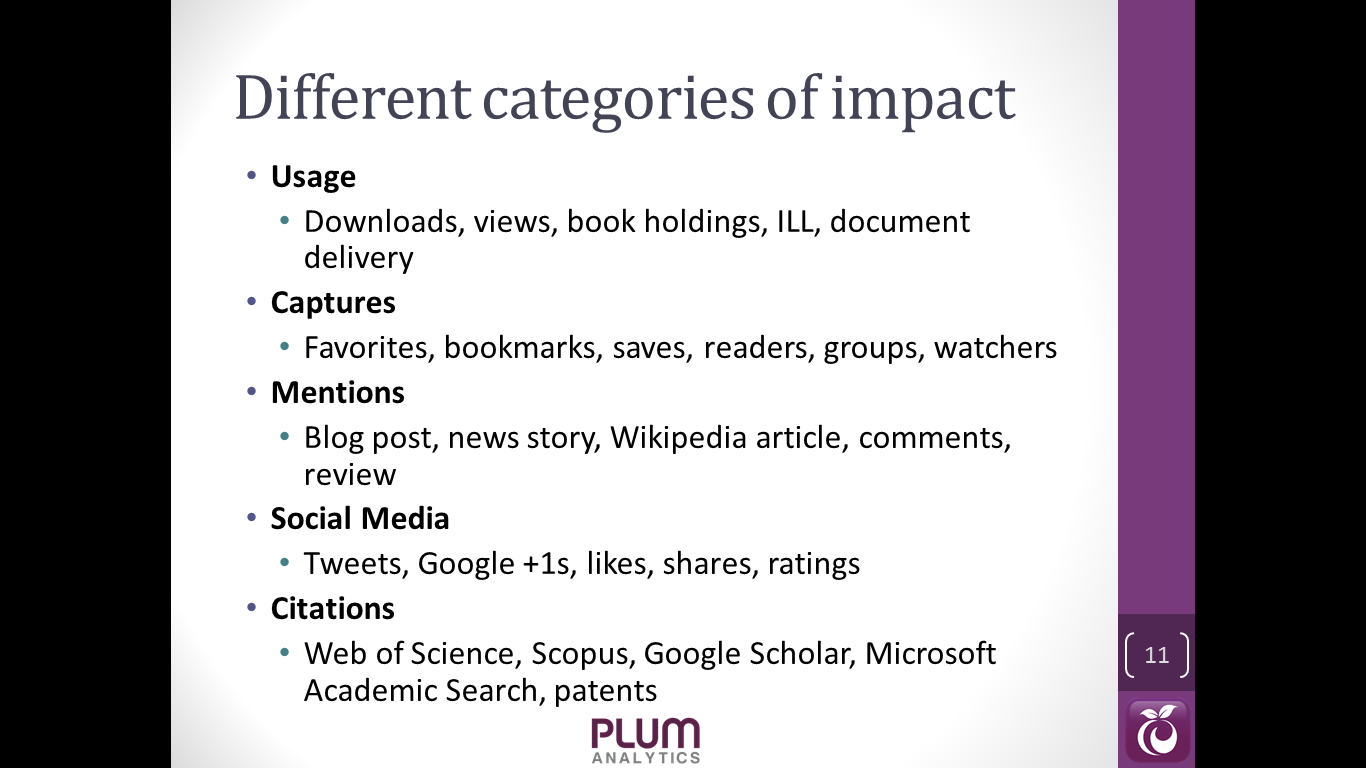 Different categories of impact
• Usage
• Downloads, views, book holdings, ILL, document
delivery
• Captures
• Favorites, bookmarks, saves, readers, groups, watchers
• Mentions
• Blog post, news story, Wikipedia article, comments,
review
• Social Media
• Tweets, Google +1s, likes, shares, ratings
• Citations
• Web of Science, Scopus, Google Scholar, Microsoft
Academic Search, patents
11
PLUM
ANALYTICS